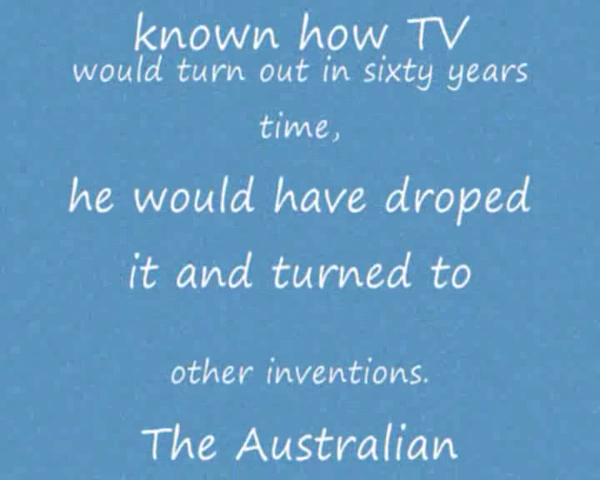 known how TV
would turn out in sixty years
time,
he would have droped
it and turned to
other inventions.
The Australian